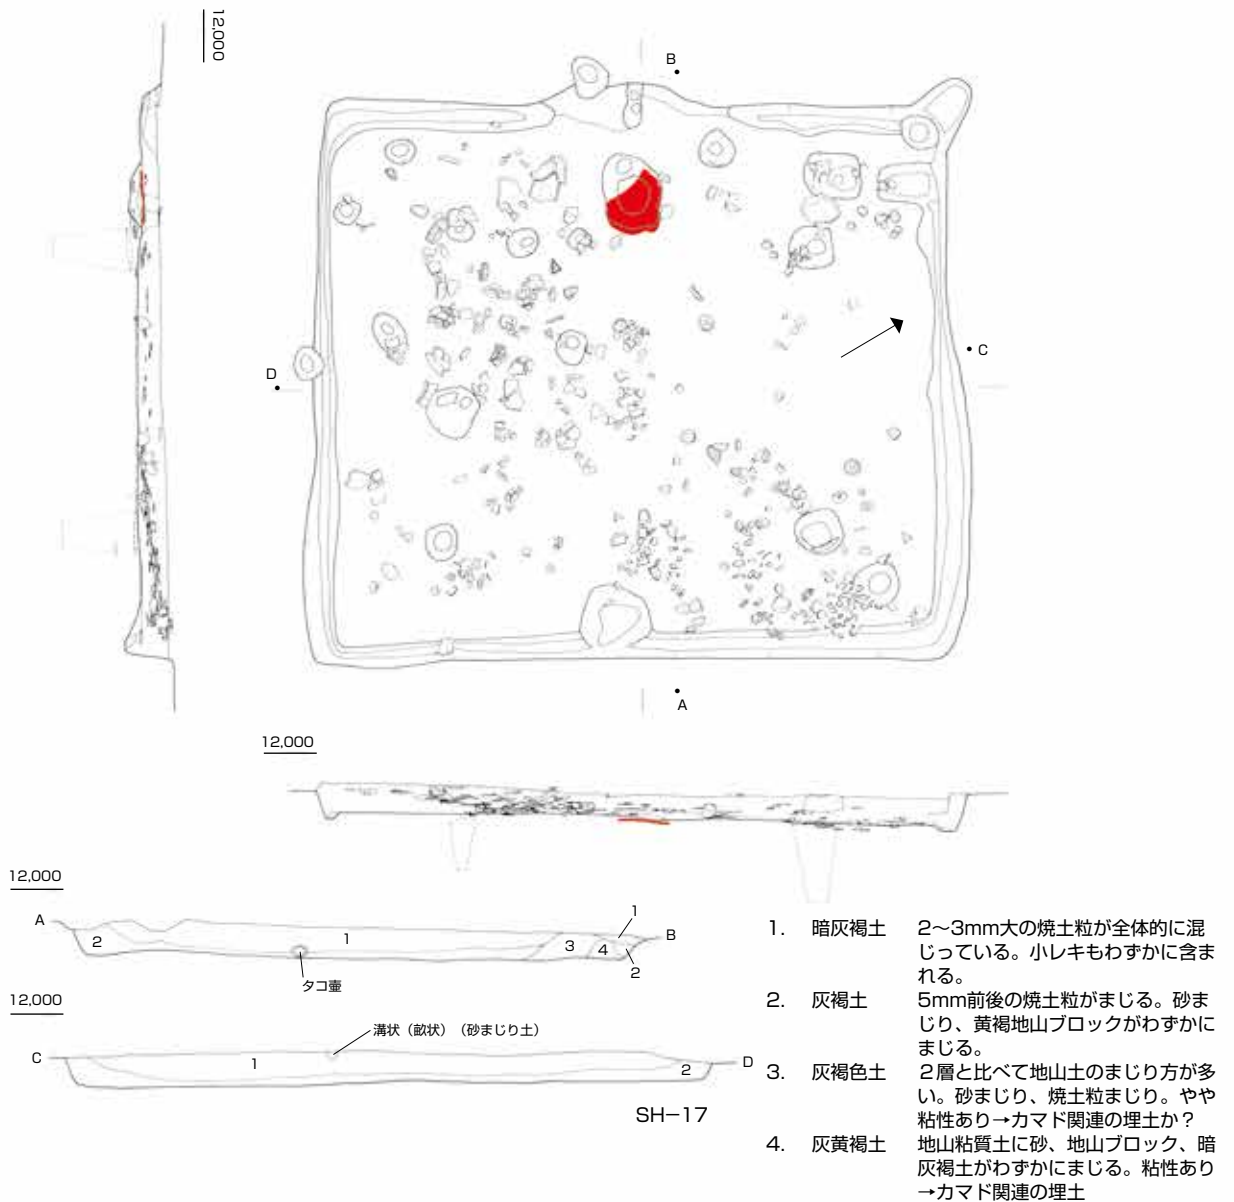 12,000
B
C
D
A
12,000
12,000
A
2
1
3
4
1
B
2
タコ壷
12,000
溝状（畝状）（砂まじり土）
C
1
2
D
SH−17
1. 暗灰褐土 2〜3mm大の焼土粒が全体的に混
じっている。小レキもわずかに含ま
れる。
2. 灰褐土 5mm前後の焼土粒がまじる。砂ま
じり、黄褐地山ブロックがわずかに
まじる。
3. 灰褐色土 2層と比べて地山土のまじり方が多
い。砂まじり、焼土粒まじり。やや
粘性あり→カマド関連の埋土か？
4. 灰黄褐土 地山粘質土に砂、地山ブロック、暗
灰褐土がわずかにまじる。粘性あり
→カマド関連の埋土